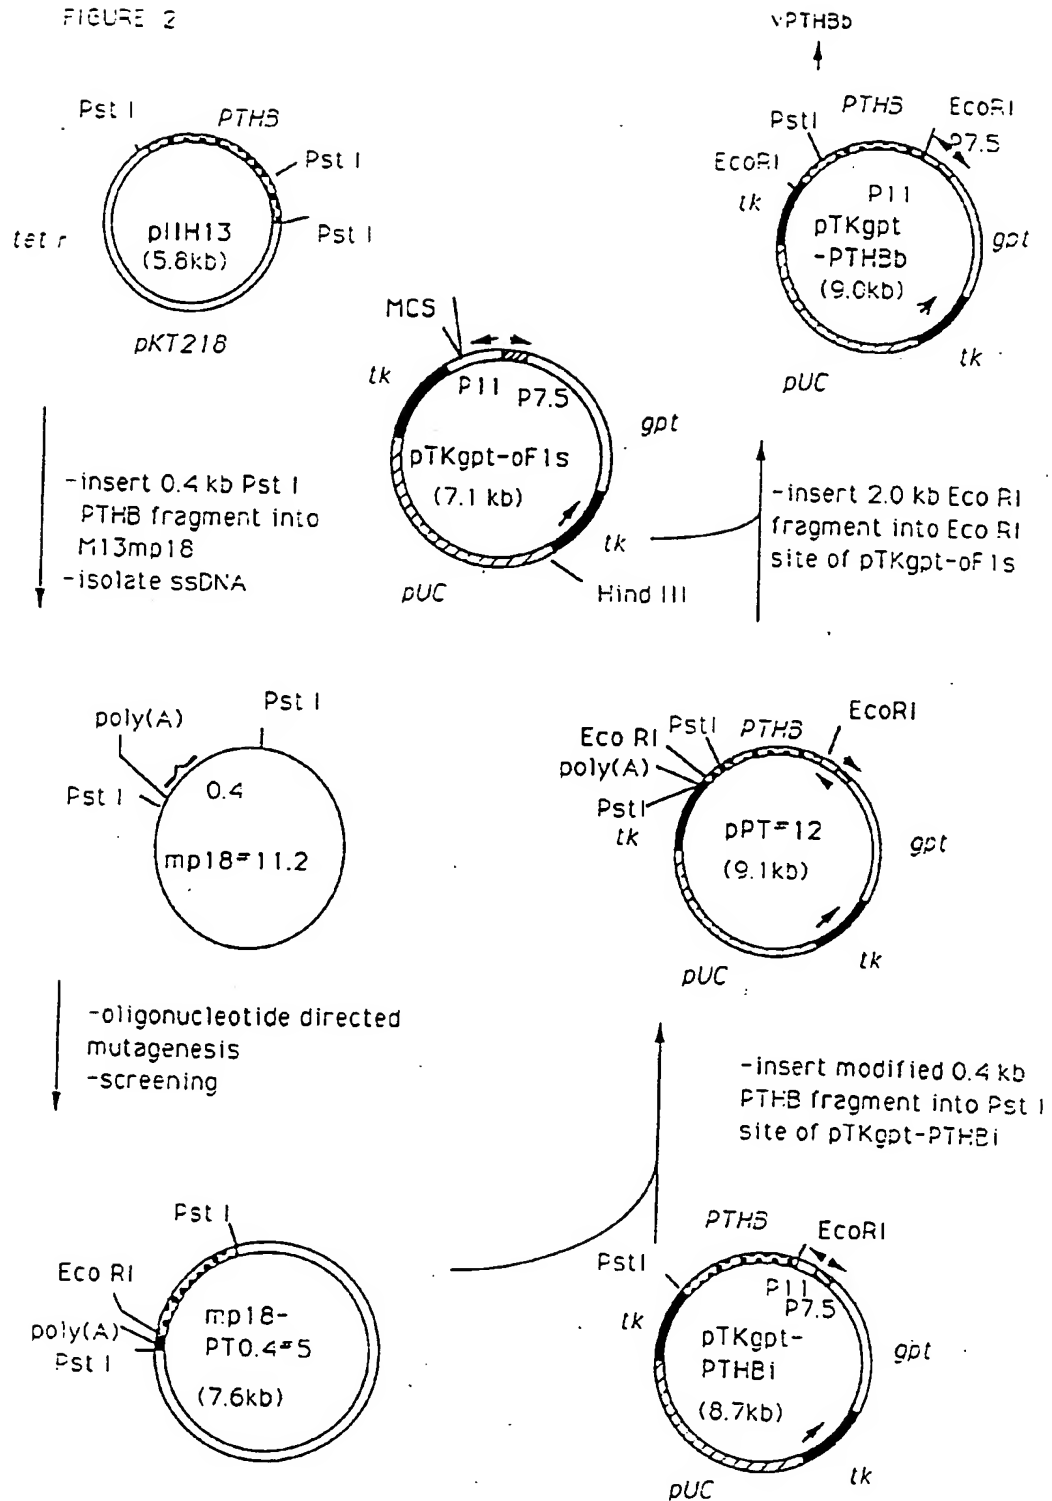 FIGURE 2
vPTHBb
Pst I
PTHB
Pst I
Pst I
tet r
pIIH13
(5.8kb)
pKT218
PTHB
EcoRI
PstI
P7.5
EcoRI
tk
P11
pTKgpt
-PTHBb
(9.0kb)
gpt
tk
pUC
MCS
tk
P11
P7.5
gpt
pTKgpt-oF1s
(7.1 kb)
tk
pUC
Hind III
-insert 0.4 kb Pst I
PTHB fragment into
M13mp18
-isolate ssDNA
-insert 2.0 kb Eco RI
fragment into Eco RI
site of pTKgpt-oF1s
poly(A)
Pst I
Pst I
0.4
mp18#11.2
EcoRI
PTHB
PstI
Eco RI
poly(A)
PstI
tk
pPT#12
(9.1kb)
gpt
tk
pUC
-oligonucleotide directed
mutagenesis
-screening
-insert modified 0.4 kb
PTHB fragment into Pst I
site of pTKgpt-PTHBi
Pst I
Eco RI
poly(A)
Pst I
mp18-
PT0.4#5
(7.6kb)
PTHB
EcoRI
PstI
P11
P7.5
tk
pTKgpt-
PTHBi
(8.7kb)
gpt
tk
pUC